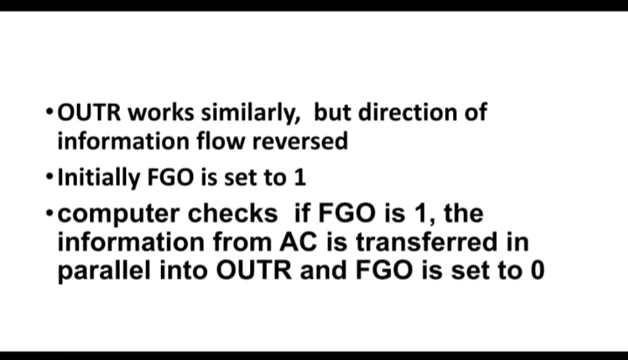 •OUTR works similarly, but direction of
information flow reversed
•Initially FGO is set to 1
•computer checks if FGO is 1, the
information from AC is transferred in
parallel into OUTR and FGO is set to 0